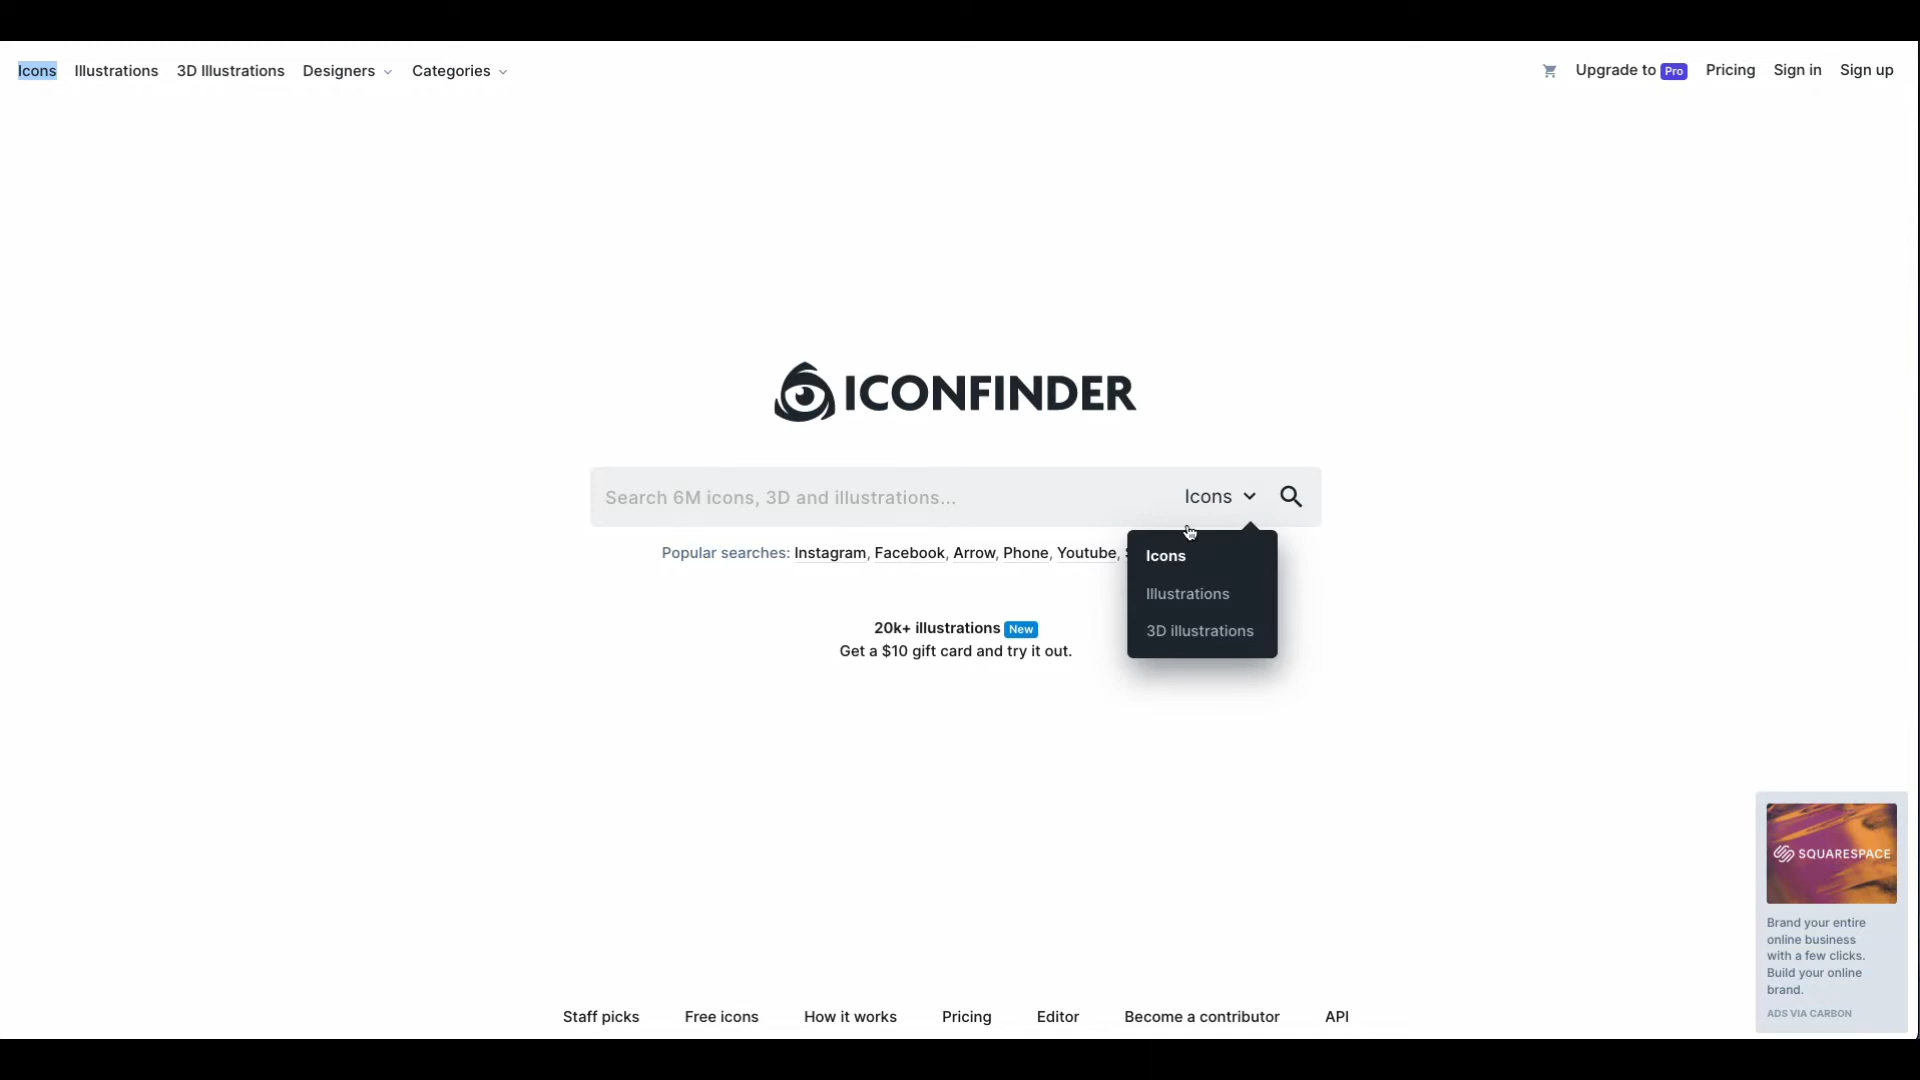 Icons Illustrations 3D Illustrations Designers Categories Upgrade to Pro Pricing Sign in Sign up
ICONFINDER
Search 6M icons, 3D and illustrations... Icons
Popular searches: Instagram, Facebook, Arrow, Phone, Youtube,
Icons
Illustrations
3D illustrations
20k+ illustrations New
Get a $10 gift card and try it out.
SQUARESPACE
Brand your entire
online business
with a few clicks.
Build your online
brand.
ADS VIA CARBON
Staff picks Free icons How it works Pricing Editor Become a contributor API